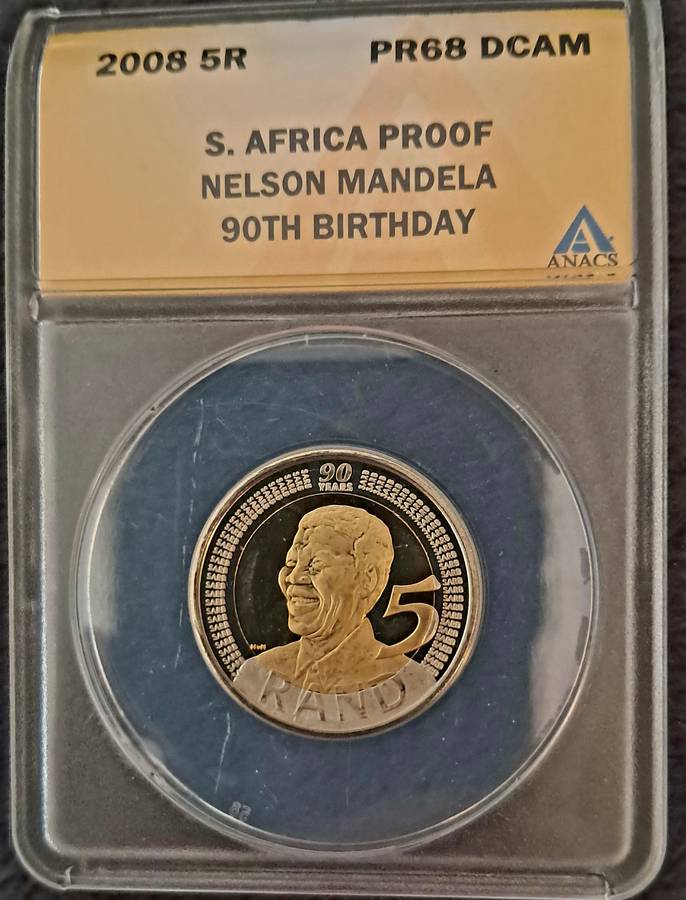 2008 5R PR68 DCAM
S. AFRICA PROOF
NELSON MANDELA
90TH BIRTHDAY
ANACS
90
YEARS
5
RAND